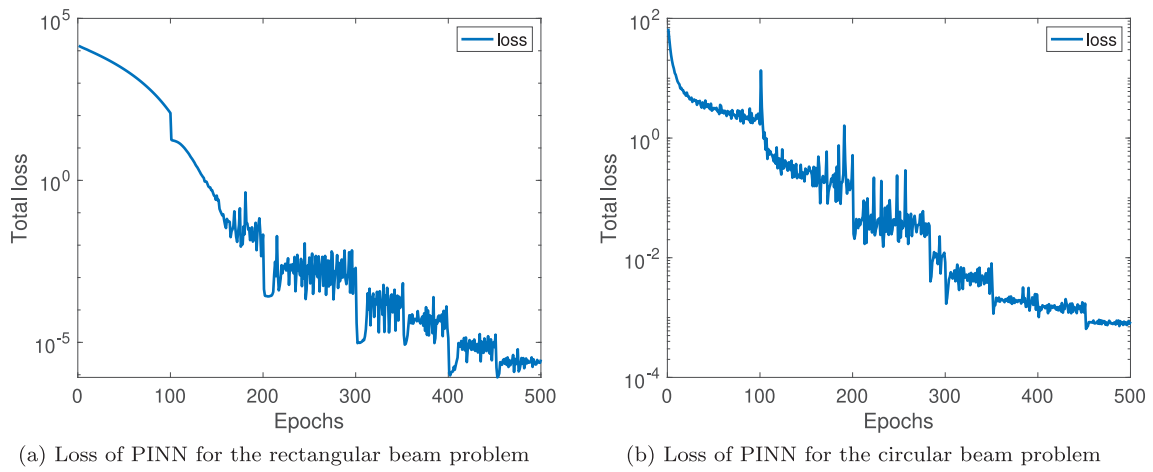 10^5
10^0
10^-5
Total loss
0 100 200 300 400 500
Epochs
loss
(a) Loss of PINN for the rectangular beam problem
10^2
10^0
10^-2
10^-4
Total loss
0 100 200 300 400 500
Epochs
loss
(b) Loss of PINN for the circular beam problem